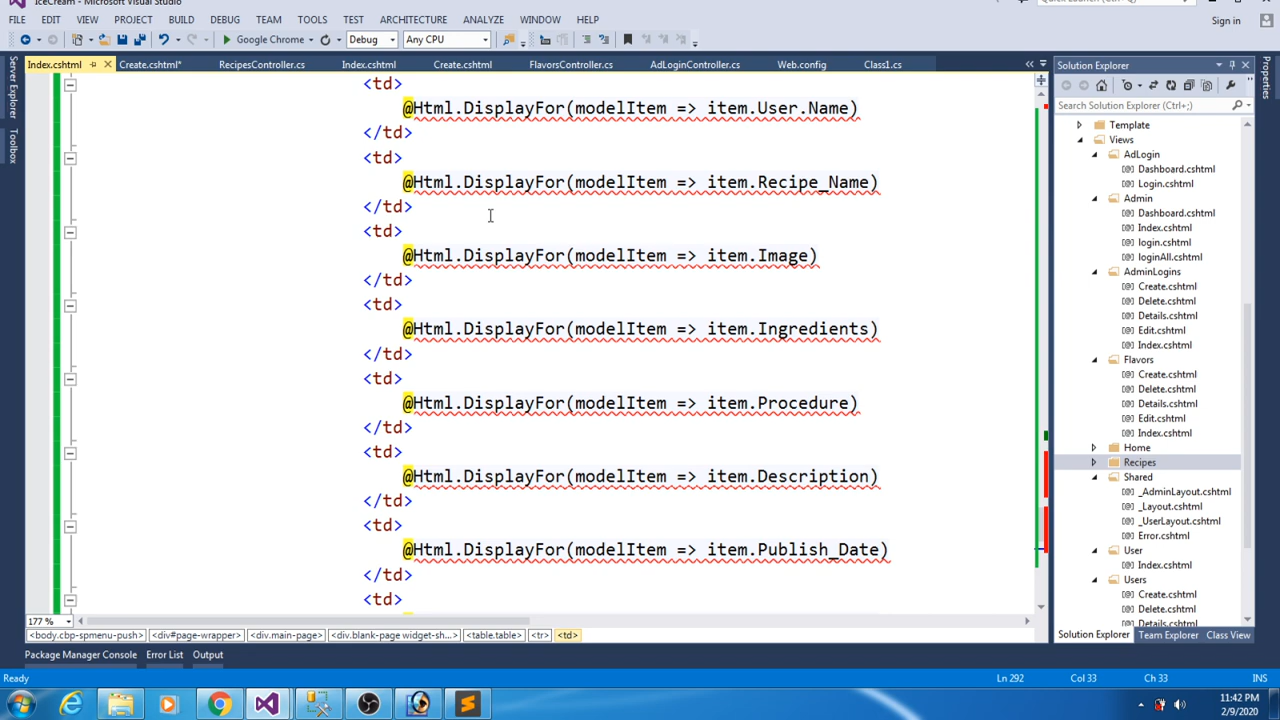 IceCream - Microsoft Visual Studio
FILE EDIT VIEW PROJECT BUILD DEBUG TEAM TOOLS TEST ARCHITECTURE ANALYZE WINDOW HELP Sign in
Google Chrome Debug Any CPU
Index.cshtml Create.cshtml* RecipesController.cs Index.cshtml Create.cshtml FlavorsController.cs AdLoginController.cs Web.config Class1.cs
Server Explorer
Toolbox
<td>
@Html.DisplayFor(modelItem => item.User.Name)
</td>
<td>
@Html.DisplayFor(modelItem => item.Recipe_Name)
</td>
<td>
@Html.DisplayFor(modelItem => item.Image)
</td>
<td>
@Html.DisplayFor(modelItem => item.Ingredients)
</td>
<td>
@Html.DisplayFor(modelItem => item.Procedure)
</td>
<td>
@Html.DisplayFor(modelItem => item.Description)
</td>
<td>
@Html.DisplayFor(modelItem => item.Publish_Date)
</td>
<td>
177 %
<body.cbp-spmenu-push> <div#page-wrapper> <div.main-page> <div.blank-page widget-sh... <table.table> <tr> <td>
Package Manager Console Error List Output
Solution Explorer
Search Solution Explorer (Ctrl+;)
Template
Views
AdLogin
Dashboard.cshtml
Login.cshtml
Admin
Dashboard.cshtml
Index.cshtml
login.cshtml
loginAll.cshtml
AdminLogins
Create.cshtml
Delete.cshtml
Details.cshtml
Edit.cshtml
Index.cshtml
Flavors
Create.cshtml
Delete.cshtml
Details.cshtml
Edit.cshtml
Index.cshtml
Home
Recipes
Shared
_AdminLayout.cshtml
_Layout.cshtml
_UserLayout.cshtml
Error.cshtml
User
Index.cshtml
Users
Create.cshtml
Delete.cshtml
Details.cshtml
Solution Explorer Team Explorer Class View
Properties
Ready Ln 292 Col 33 Ch 33 INS
11:42 PM
2/9/2020